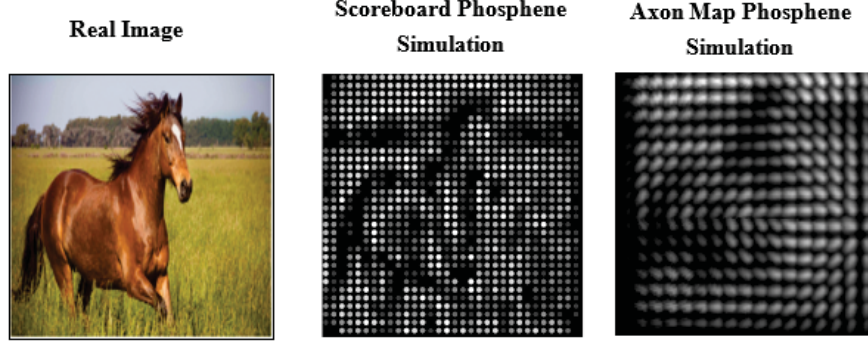 Real Image
Scoreboard Phosphene
Simulation
Axon Map Phosphene
Simulation